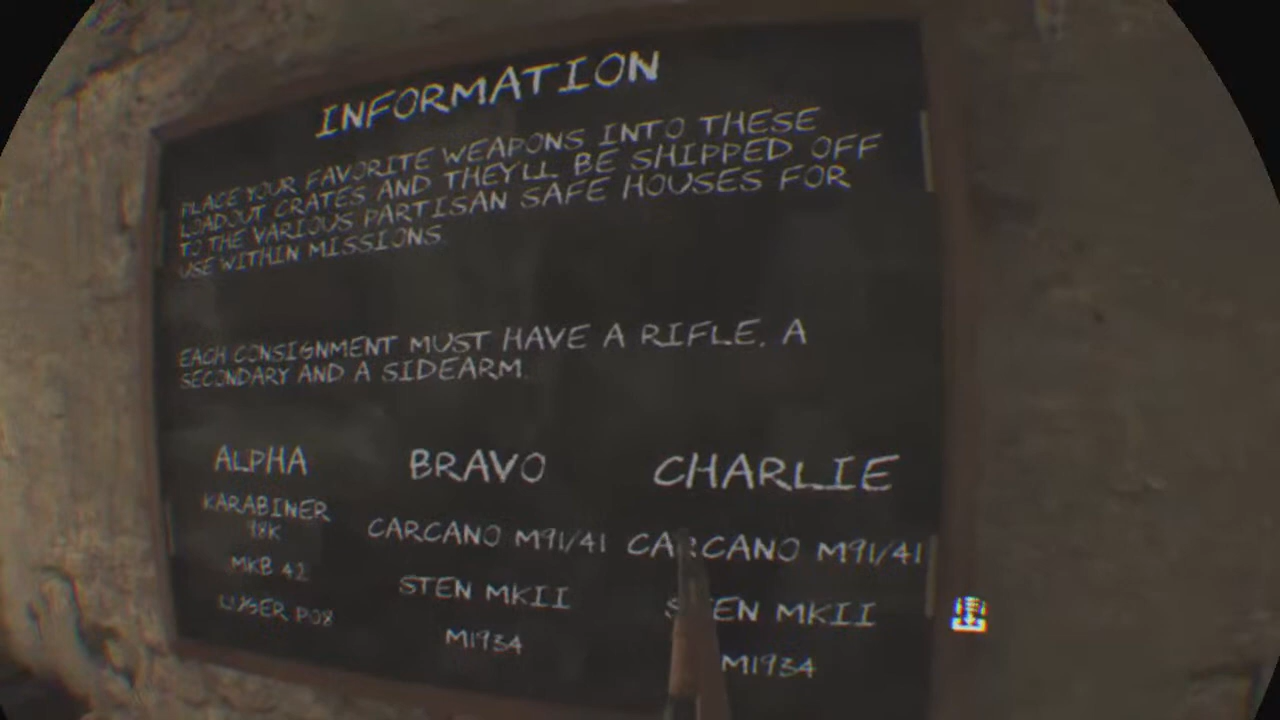 INFORMATION
PLACE YOUR FAVORITE WEAPONS INTO THESE
LOADOUT CRATES AND THEY'LL BE SHIPPED OFF
TO THE VARIOUS PARTISAN SAFE HOUSES FOR
USE WITHIN MISSIONS.
EACH CONSIGNMENT MUST HAVE A RIFLE, A
SECONDARY AND A SIDEARM.
ALPHA
KARABINER
98K
MKB 42
LUGER P08
BRAVO
CARCANO M91/41
STEN MKII
M1934
CHARLIE
CARCANO M91/41
STEN MKII
M1934